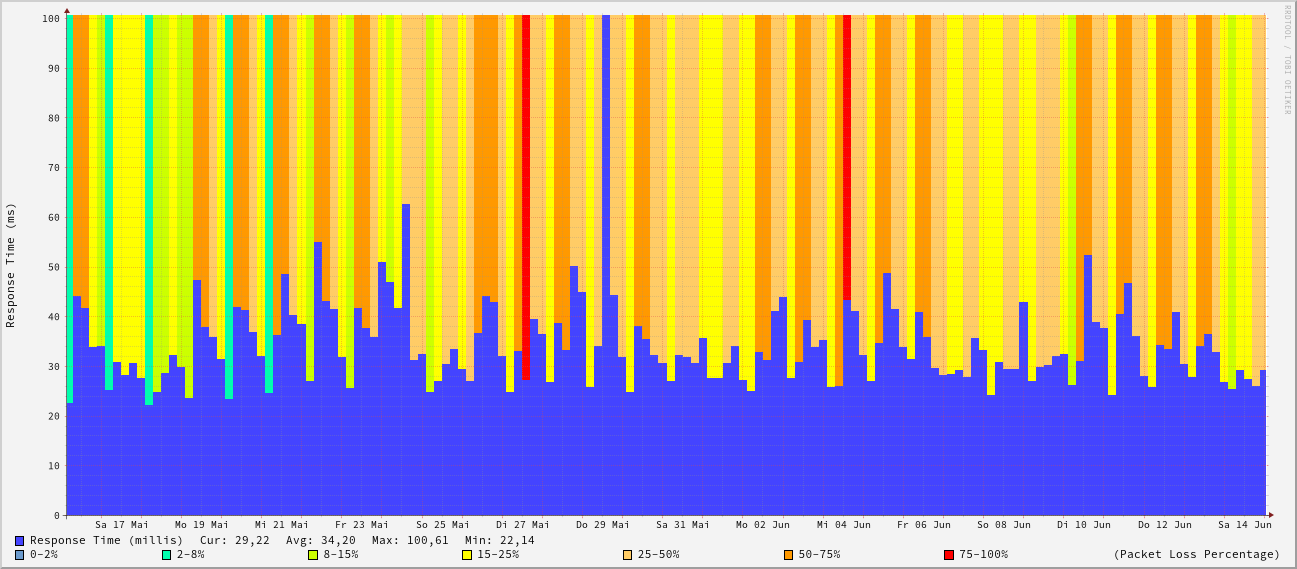 100
90
80
70
60
50
40
30
20
10
0
Response Time (ms)
RRDTOOL / TOBI OETIKER
Sa 17 Mai Mo 19 Mai Mi 21 Mai Fr 23 Mai So 25 Mai Di 27 Mai Do 29 Mai Sa 31 Mai Mo 02 Jun Mi 04 Jun Fr 06 Jun So 08 Jun Di 10 Jun Do 12 Jun Sa 14 Jun
Response Time (millis) Cur: 29,22 Avg: 34,20 Max: 100,61 Min: 22,14
0-2% 2-8% 8-15% 15-25% 25-50% 50-75% 75-100% (Packet Loss Percentage)